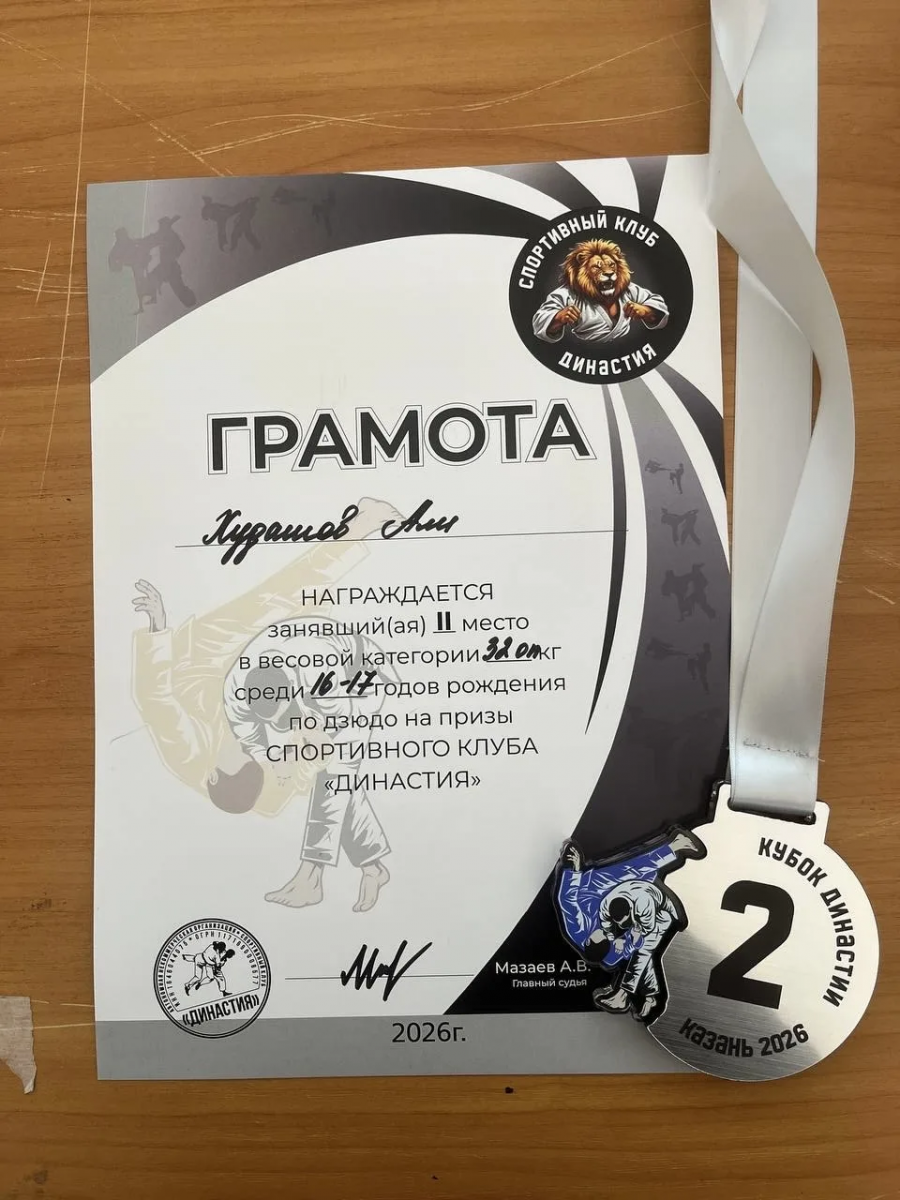 СПОРТИВНЫЙ КЛУБ
ДИНАСТИЯ
ГРАМОТА
Худашов Али
НАГРАЖДАЕТСЯ
занявший(ая) II место
в весовой категории 32 оп кг
среди 16-17 годов рождения
по дзюдо на призы
СПОРТИВНОГО КЛУБА
«ДИНАСТИЯ»
Мазаев А.В.
Главный судья
«ДИНАСТИЯ»
2026г.
КУБОК ДИНАСТИИ
2
Казань 2026